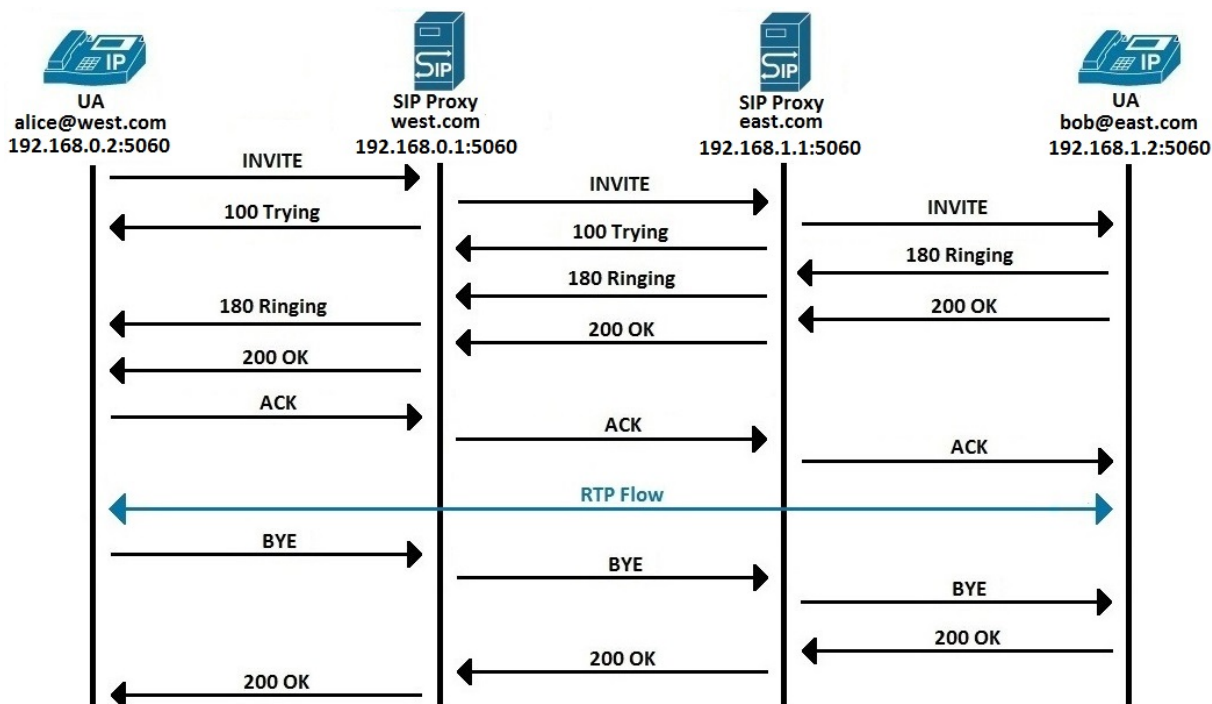 IP
SIP
SIP
IP
UA
alice@west.com
192.168.0.2:5060
SIP Proxy
west.com
192.168.0.1:5060
SIP Proxy
east.com
192.168.1.1:5060
UA
bob@east.com
192.168.1.2:5060
INVITE
INVITE
INVITE
100 Trying
100 Trying
180 Ringing
180 Ringing
180 Ringing
200 OK
200 OK
200 OK
ACK
ACK
ACK
RTP Flow
BYE
BYE
BYE
200 OK
200 OK
200 OK